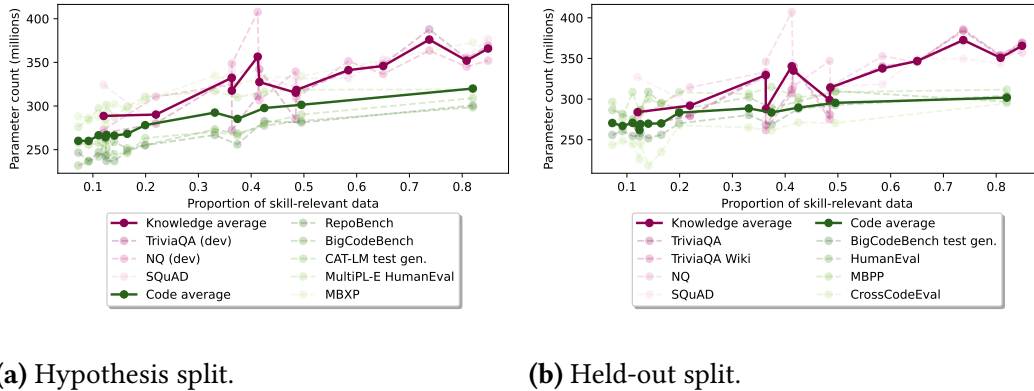 400
350
300
250
Parameter count (millions)
0.1 0.2 0.3 0.4 0.5 0.6 0.7 0.8
Proportion of skill-relevant data
Knowledge average
TriviaQA (dev)
NQ (dev)
SQuAD
Code average
RepoBench
BigCodeBench
CAT-LM test gen.
MultiPL-E HumanEval
MBXP
(a) Hypothesis split.
400
350
300
250
Parameter count (millions)
0.1 0.2 0.3 0.4 0.5 0.6 0.7 0.8
Proportion of skill-relevant data
Knowledge average
TriviaQA
TriviaQA Wiki
NQ
SQuAD
Code average
BigCodeBench test gen.
HumanEval
MBPP
CrossCodeEval
(b) Held-out split.